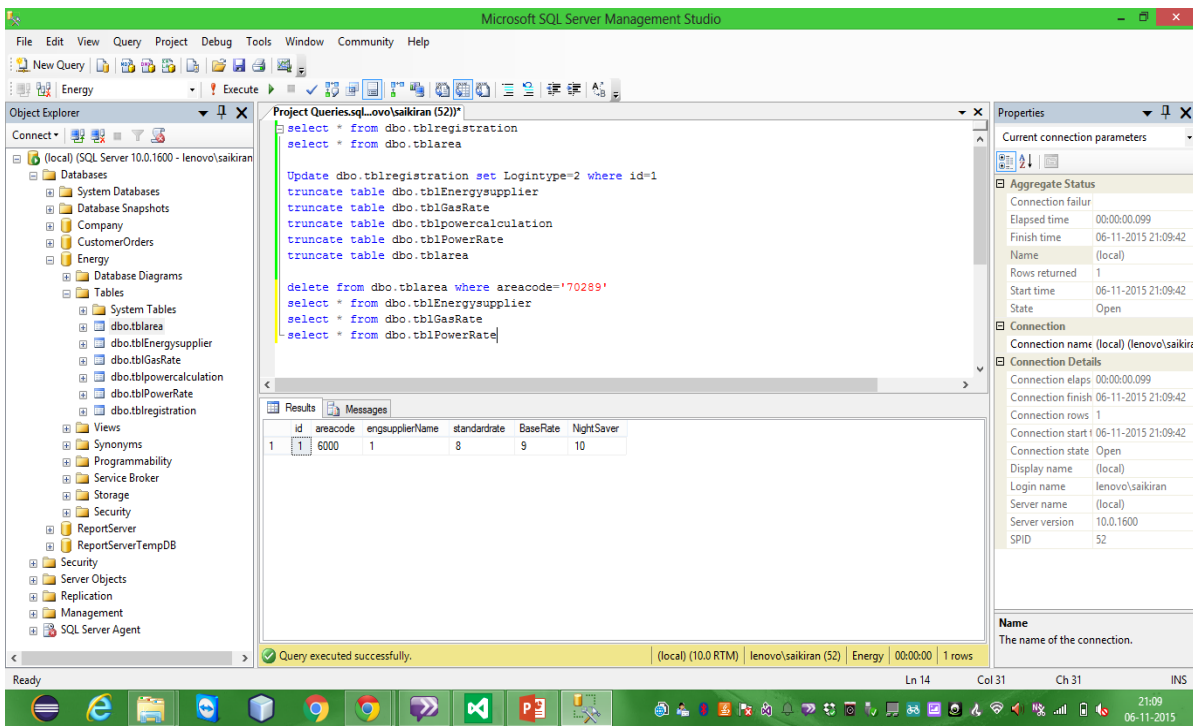 Microsoft SQL Server Management Studio
File Edit View Query Project Debug Tools Window Community Help
New Query
Energy Execute
Object Explorer
Connect
(local) (SQL Server 10.0.1600 - lenovo\saikiran
Databases
System Databases
Database Snapshots
Company
CustomerOrders
Energy
Database Diagrams
Tables
System Tables
dbo.tblarea
dbo.tblEnergysupplier
dbo.tblGasRate
dbo.tblpowercalculation
dbo.tblPowerRate
dbo.tblregistration
Views
Synonyms
Programmability
Service Broker
Storage
Security
ReportServer
ReportServerTempDB
Security
Server Objects
Replication
Management
SQL Server Agent
Project Queries.sql...ovo\saikiran (52))*
select * from dbo.tblregistration
select * from dbo.tblarea
Update dbo.tblregistration set Logintype=2 where id=1
truncate table dbo.tblEnergysupplier
truncate table dbo.tblGasRate
truncate table dbo.tblpowercalculation
truncate table dbo.tblPowerRate
truncate table dbo.tblarea
delete from dbo.tblarea where areacode='70289'
select * from dbo.tblEnergysupplier
select * from dbo.tblGasRate
select * from dbo.tblPowerRate
Results Messages
id areacode engsupplierName standardrate BaseRate NightSaver
1 1 6000 1 8 9 10
Query executed successfully. (local) (10.0 RTM) lenovo\saikiran (52) Energy 00:00:00 1 rows
Properties
Current connection parameters
Aggregate Status
Connection failur
Elapsed time 00:00:00.099
Finish time 06-11-2015 21:09:42
Name (local)
Rows returned 1
Start time 06-11-2015 21:09:42
State Open
Connection
Connection name (local) (lenovo\saikira
Connection Details
Connection elaps 00:00:00.099
Connection finish 06-11-2015 21:09:42
Connection rows 1
Connection start t 06-11-2015 21:09:42
Connection state Open
Display name (local)
Login name lenovo\saikiran
Server name (local)
Server version 10.0.1600
SPID 52
Name
The name of the connection.
Ready Ln 14 Col 31 Ch 31 INS
21:09
06-11-2015